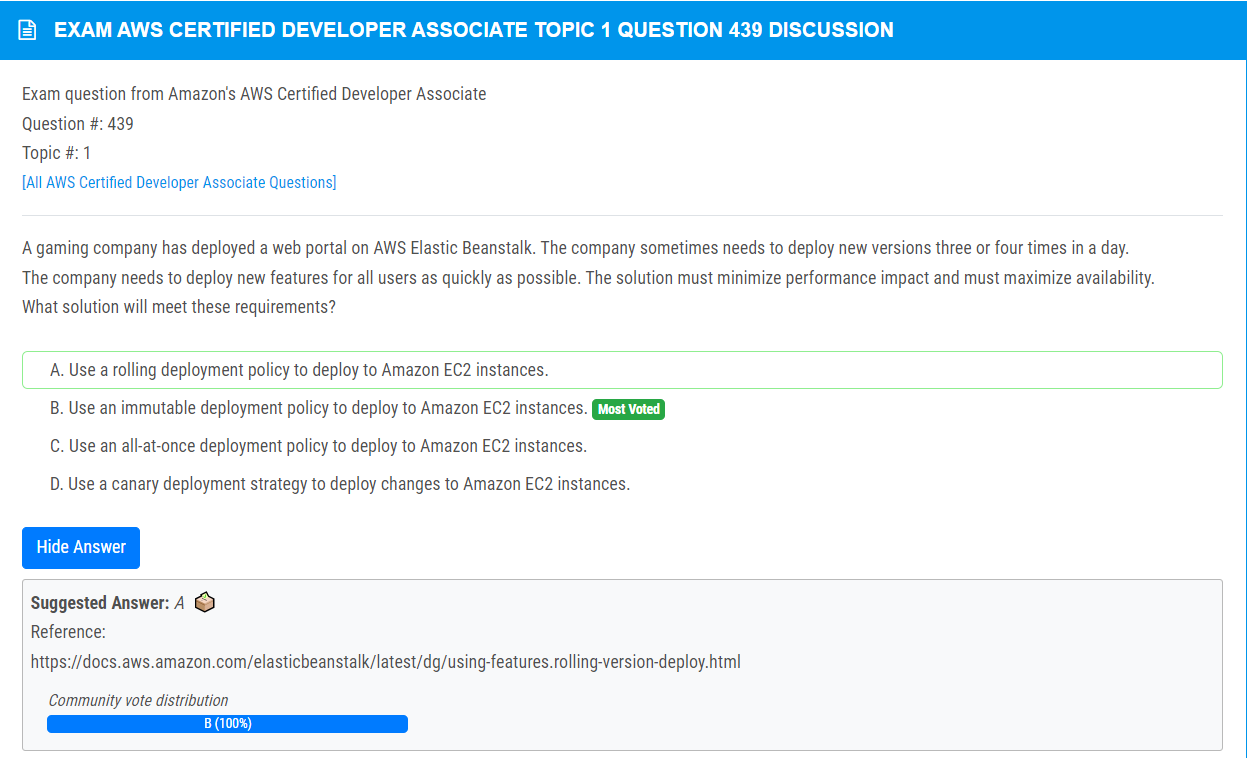 EXAM AWS CERTIFIED DEVELOPER ASSOCIATE TOPIC 1 QUESTION 439 DISCUSSION
Exam question from Amazon's AWS Certified Developer Associate
Question #: 439
Topic #: 1
[All AWS Certified Developer Associate Questions]
A gaming company has deployed a web portal on AWS Elastic Beanstalk. The company sometimes needs to deploy new versions three or four times in a day.
The company needs to deploy new features for all users as quickly as possible. The solution must minimize performance impact and must maximize availability.
What solution will meet these requirements?
A. Use a rolling deployment policy to deploy to Amazon EC2 instances.
B. Use an immutable deployment policy to deploy to Amazon EC2 instances. Most Voted
C. Use an all-at-once deployment policy to deploy to Amazon EC2 instances.
D. Use a canary deployment strategy to deploy changes to Amazon EC2 instances.
Hide Answer
Suggested Answer: A
Reference:
https://docs.aws.amazon.com/elasticbeanstalk/latest/dg/using-features.rolling-version-deploy.html
Community vote distribution
B (100%)